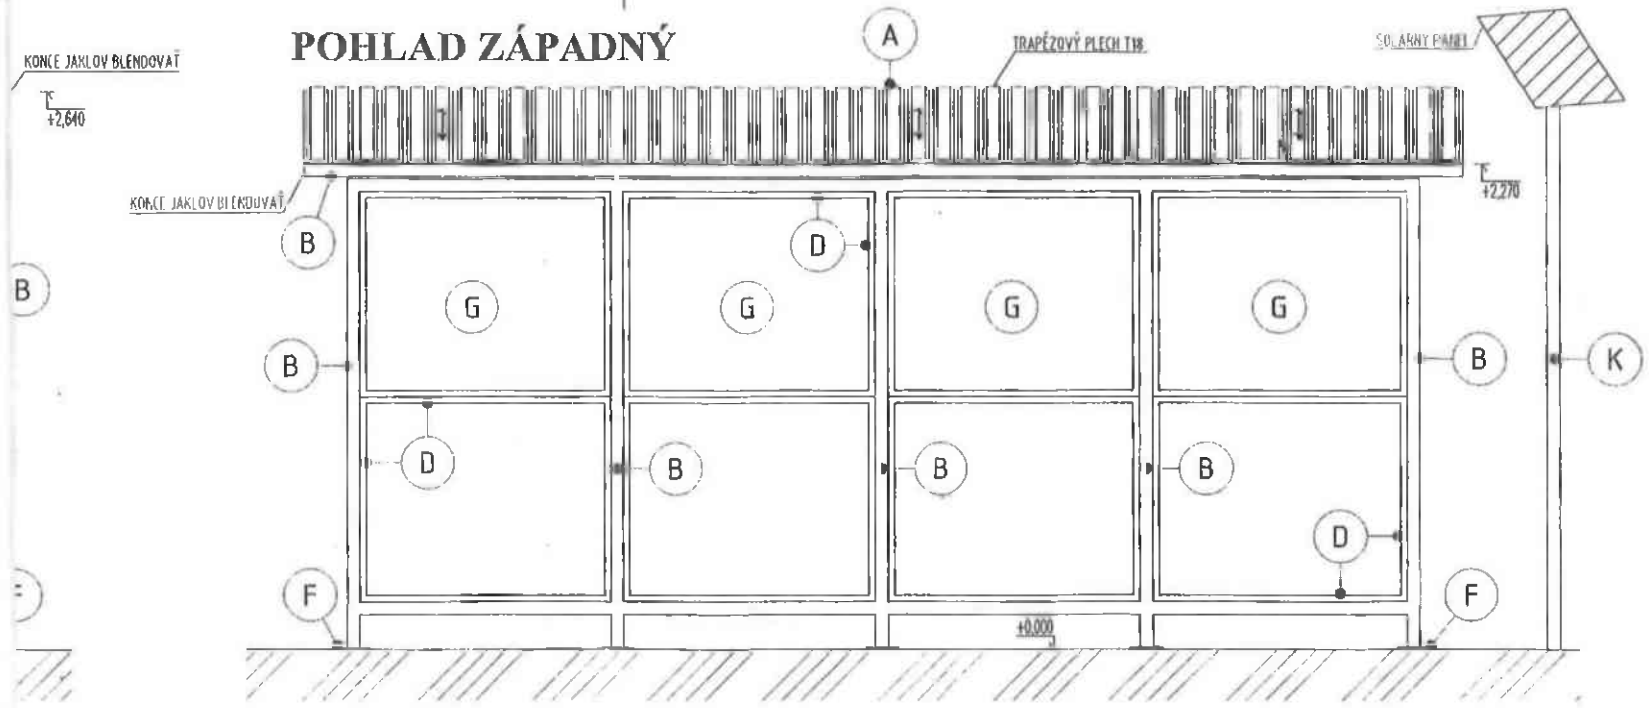 POHLAD ZÁPADNÝ
A
TRAPÉZOVÝ PLECH T18
SOLÁRNY PANEL
KONCE JAKLOV BLENDOVAŤ
+2,640
KONCE JAKLOV BLENDOVAŤ
+2,270
B
D
B
G
G
G
G
B
B
K
D
B
B
B
D
F
F
+0,000
F